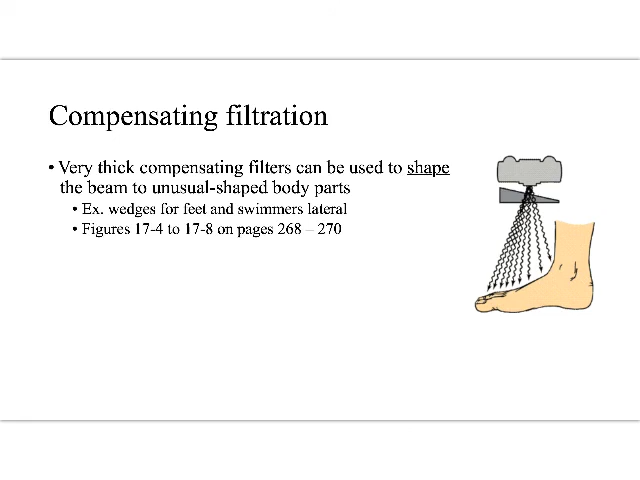 Compensating filtration
• Very thick compensating filters can be used to shape
the beam to unusual-shaped body parts
• Ex. wedges for feet and swimmers lateral
• Figures 17-4 to 17-8 on pages 268 – 270